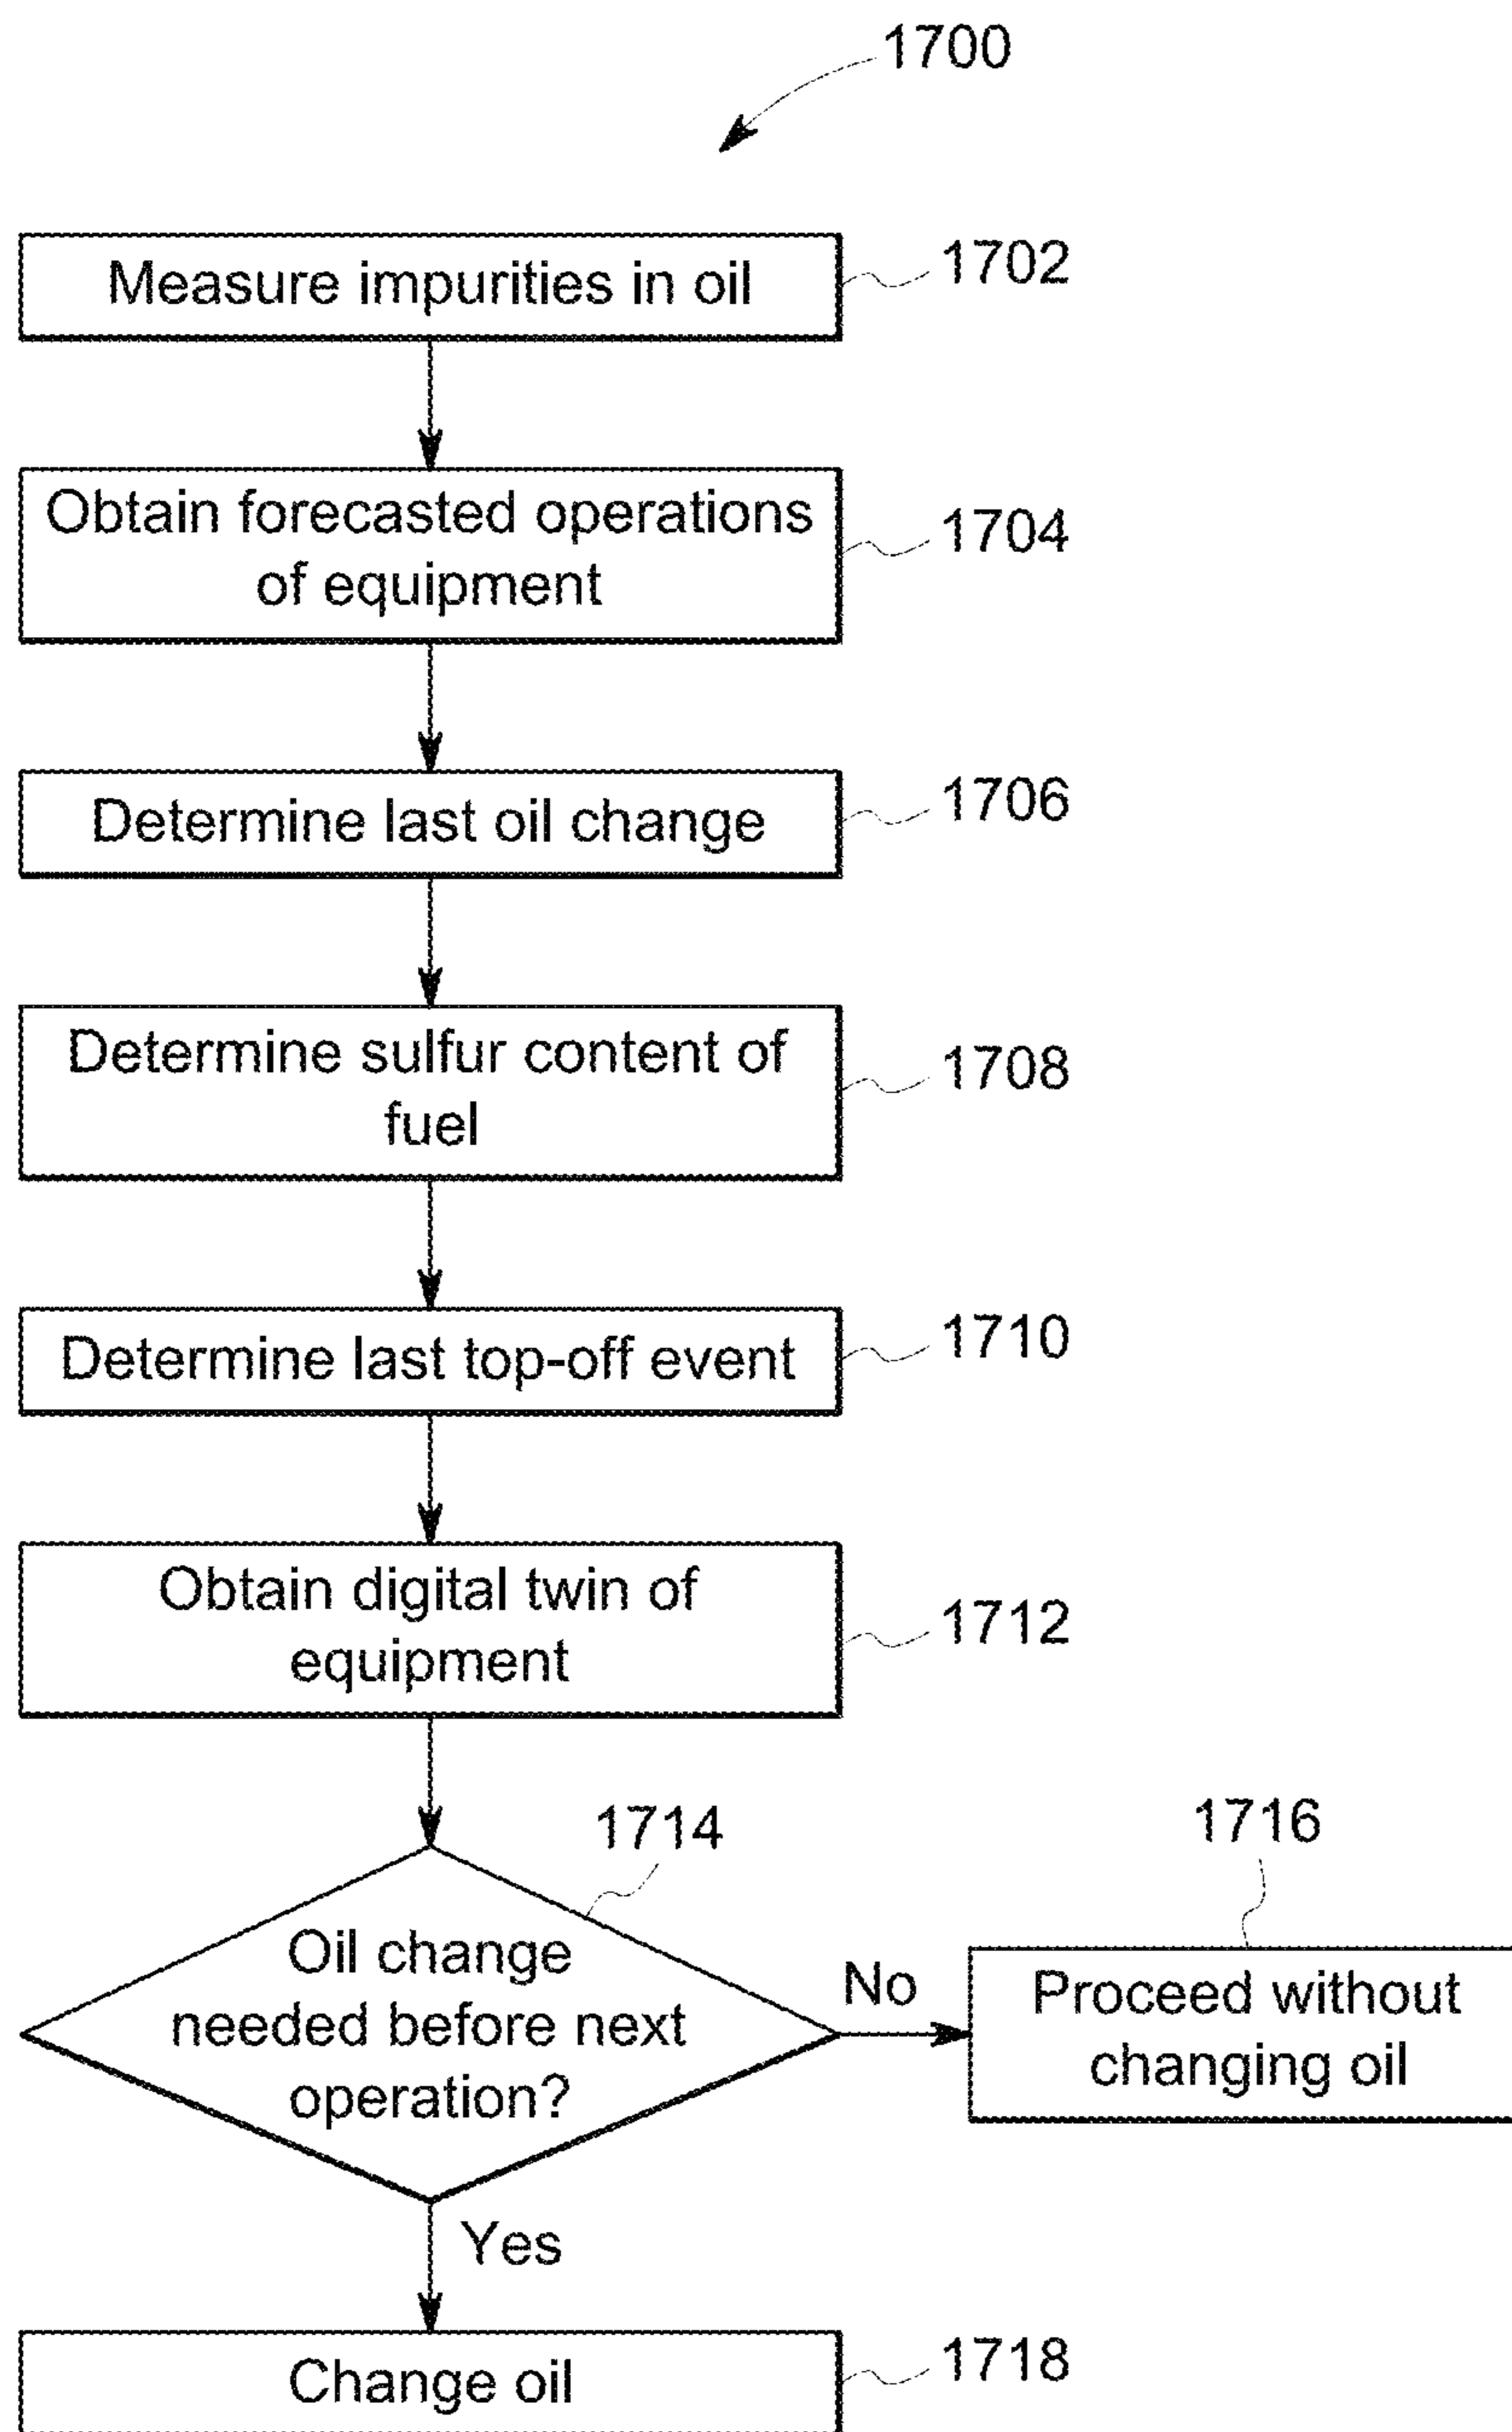 1700
Measure impurities in oil
1702
Obtain forecasted operations
of equipment
1704
Determine last oil change
1706
Determine sulfur content of
fuel
1708
Determine last top-off event
1710
Obtain digital twin of
equipment
1712
1714
Oil change
needed before next
operation?
No
1716
Proceed without
changing oil
Yes
Change oil
1718